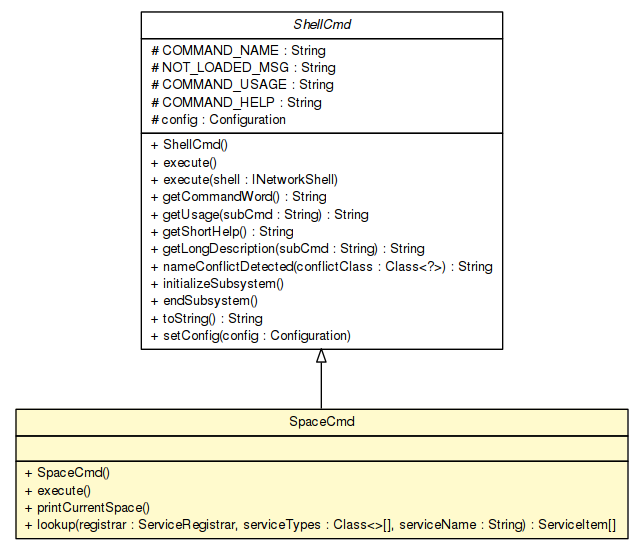 ShellCmd
# COMMAND_NAME : String
# NOT_LOADED_MSG : String
# COMMAND_USAGE : String
# COMMAND_HELP : String
# config : Configuration
+ ShellCmd()
+ execute()
+ execute(shell : INetworkShell)
+ getCommandWord() : String
+ getUsage(subCmd : String) : String
+ getShortHelp() : String
+ getLongDescription(subCmd : String) : String
+ nameConflictDetected(conflictClass : Class<?>) : String
+ initializeSubsystem()
+ endSubsystem()
+ toString() : String
+ setConfig(config : Configuration)
SpaceCmd
+ SpaceCmd()
+ execute()
+ printCurrentSpace()
+ lookup(registrar : ServiceRegistrar, serviceTypes : Class<>[], serviceName : String) : ServiceItem[]